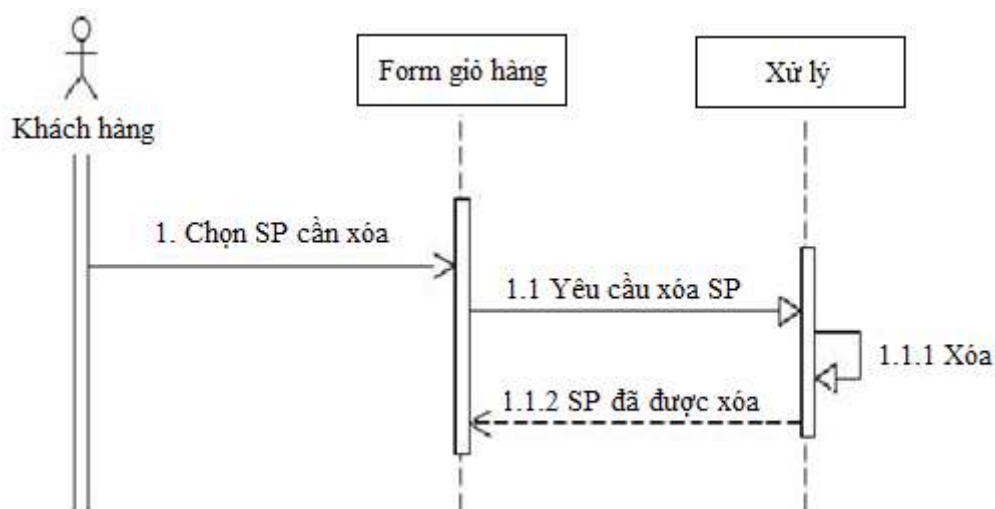 Form giỏ hàng
Xử lý
Khách hàng
1. Chọn SP cần xóa
1.1 Yêu cầu xóa SP
1.1.1 Xóa
1.1.2 SP đã được xóa